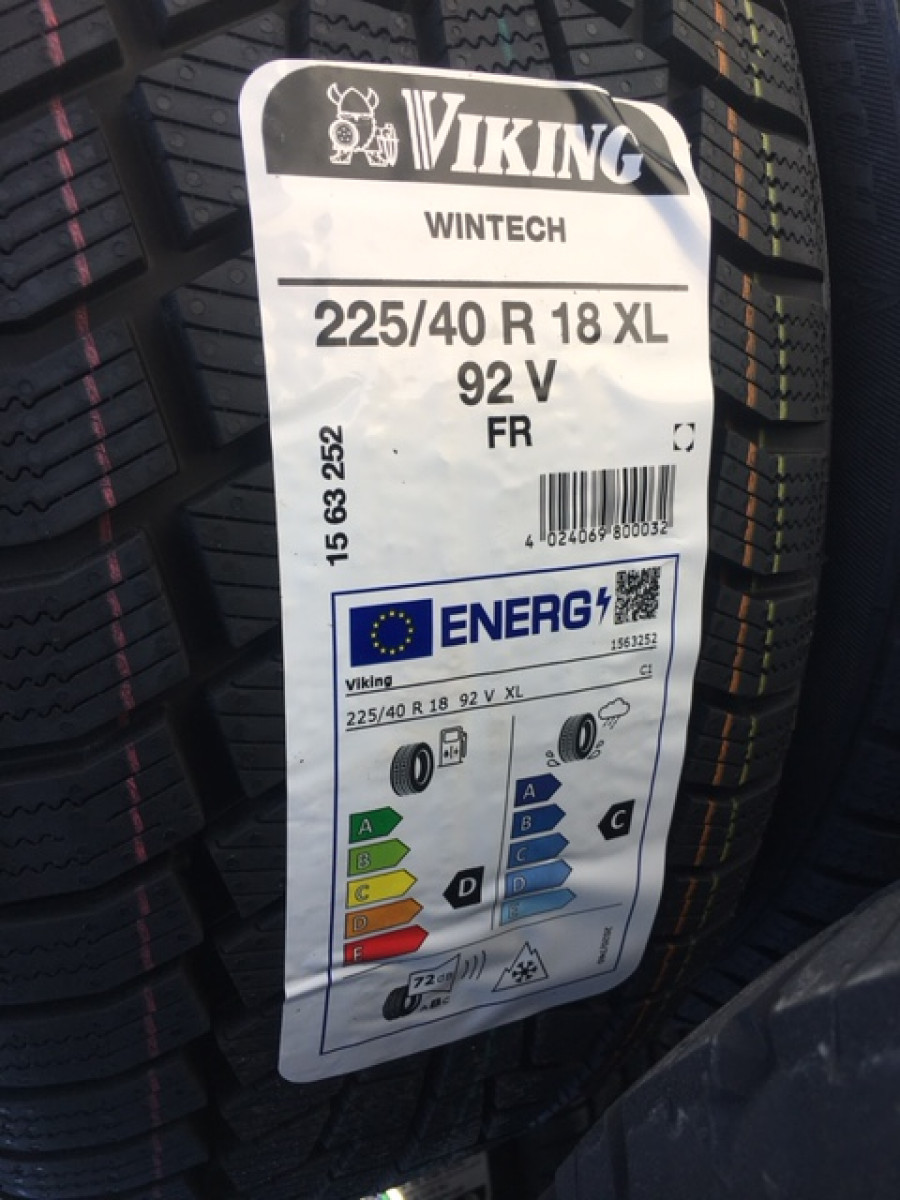 VIKING
WINTECH
225/40 R 18 XL
92 V
FR
15 63 252
4 024069 800032
ENERG
1563252
Viking
C1
225/40 R 18 92 V XL
A
B
C
D
E
D
A
B
C
D
E
C
72 dB
ABC